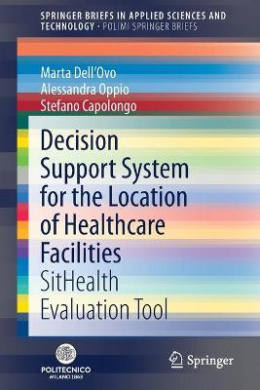 SPRINGER BRIEFS IN APPLIED SCIENCES AND
TECHNOLOGY · POLIMI SPRINGER BRIEFS
Marta Dell'Ovo
Alessandra Oppio
Stefano Capolongo
Decision
Support System
for the Location
of Healthcare
Facilities
SitHealth
Evaluation Tool
POLITECNICO
MILANO 1863
Springer